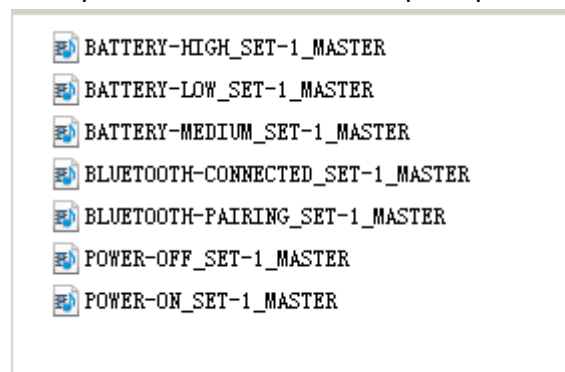 BATTERY-HIGH_SET-1_MASTER
BATTERY-LOW_SET-1_MASTER
BATTERY-MEDIUM_SET-1_MASTER
BLUETOOTH-CONNECTED_SET-1_MASTER
BLUETOOTH-PAIRING_SET-1_MASTER
POWER-OFF_SET-1_MASTER
POWER-ON_SET-1_MASTER